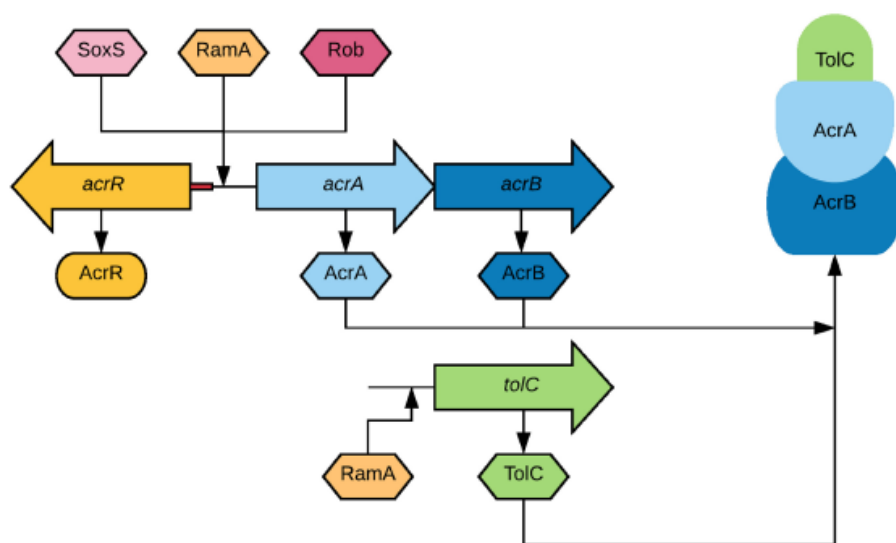 SoxS
RamA
Rob
TolC
AcrA
AcrB
acrR
acrA
acrB
AcrR
AcrA
AcrB
tolC
RamA
TolC